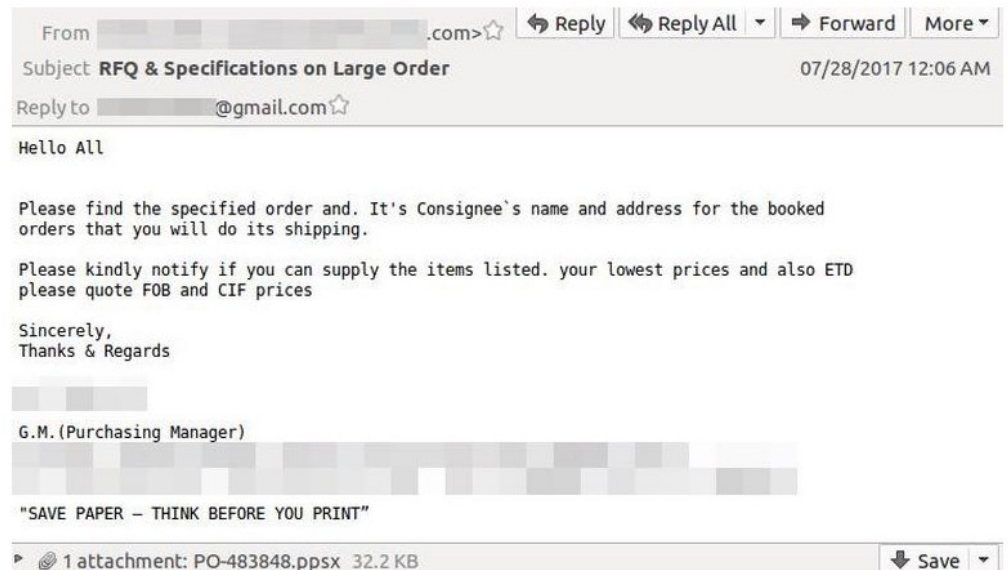 From .com>
Reply Reply All Forward More
Subject RFQ & Specifications on Large Order 07/28/2017 12:06 AM
Reply to @gmail.com
Hello All
Please find the specified order and. It's Consignee`s name and address for the booked
orders that you will do its shipping.
Please kindly notify if you can supply the items listed. your lowest prices and also ETD
please quote FOB and CIF prices
Sincerely,
Thanks & Regards
G.M.(Purchasing Manager)
"SAVE PAPER – THINK BEFORE YOU PRINT”
1 attachment: PO-483848.ppsx 32.2 KB Save